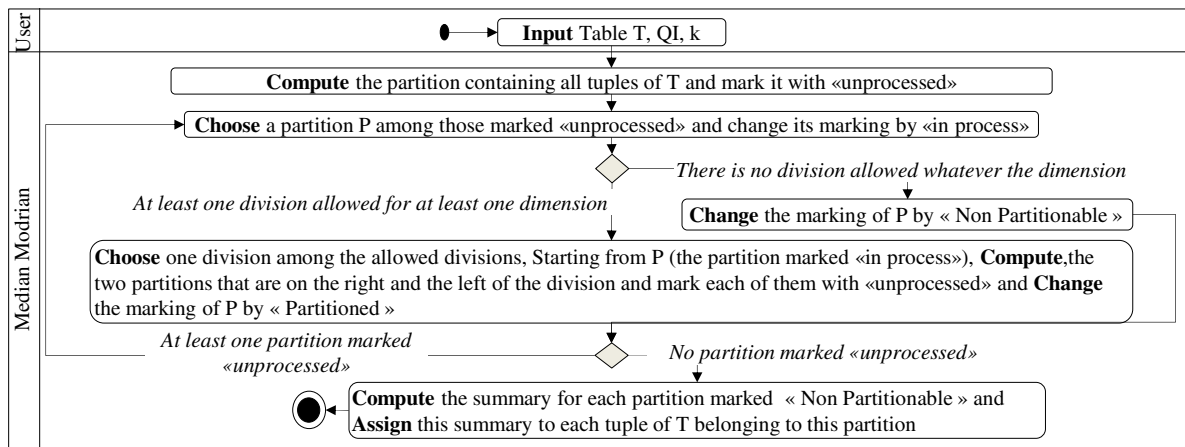 User
Input Table T, QI, k
Median Modrian
Compute the partition containing all tuples of T and mark it with «unprocessed»
Choose a partition P among those marked «unprocessed» and change its marking by «in process»
There is no division allowed whatever the dimension
At least one division allowed for at least one dimension
Change the marking of P by « Non Partitionable »
Choose one division among the allowed divisions, Starting from P (the partition marked «in process»), Compute,the
two partitions that are on the right and the left of the division and mark each of them with «unprocessed» and Change
the marking of P by « Partitioned »
At least one partition marked
«unprocessed»
No partition marked «unprocessed»
Compute the summary for each partition marked « Non Partitionable » and
Assign this summary to each tuple of T belonging to this partition